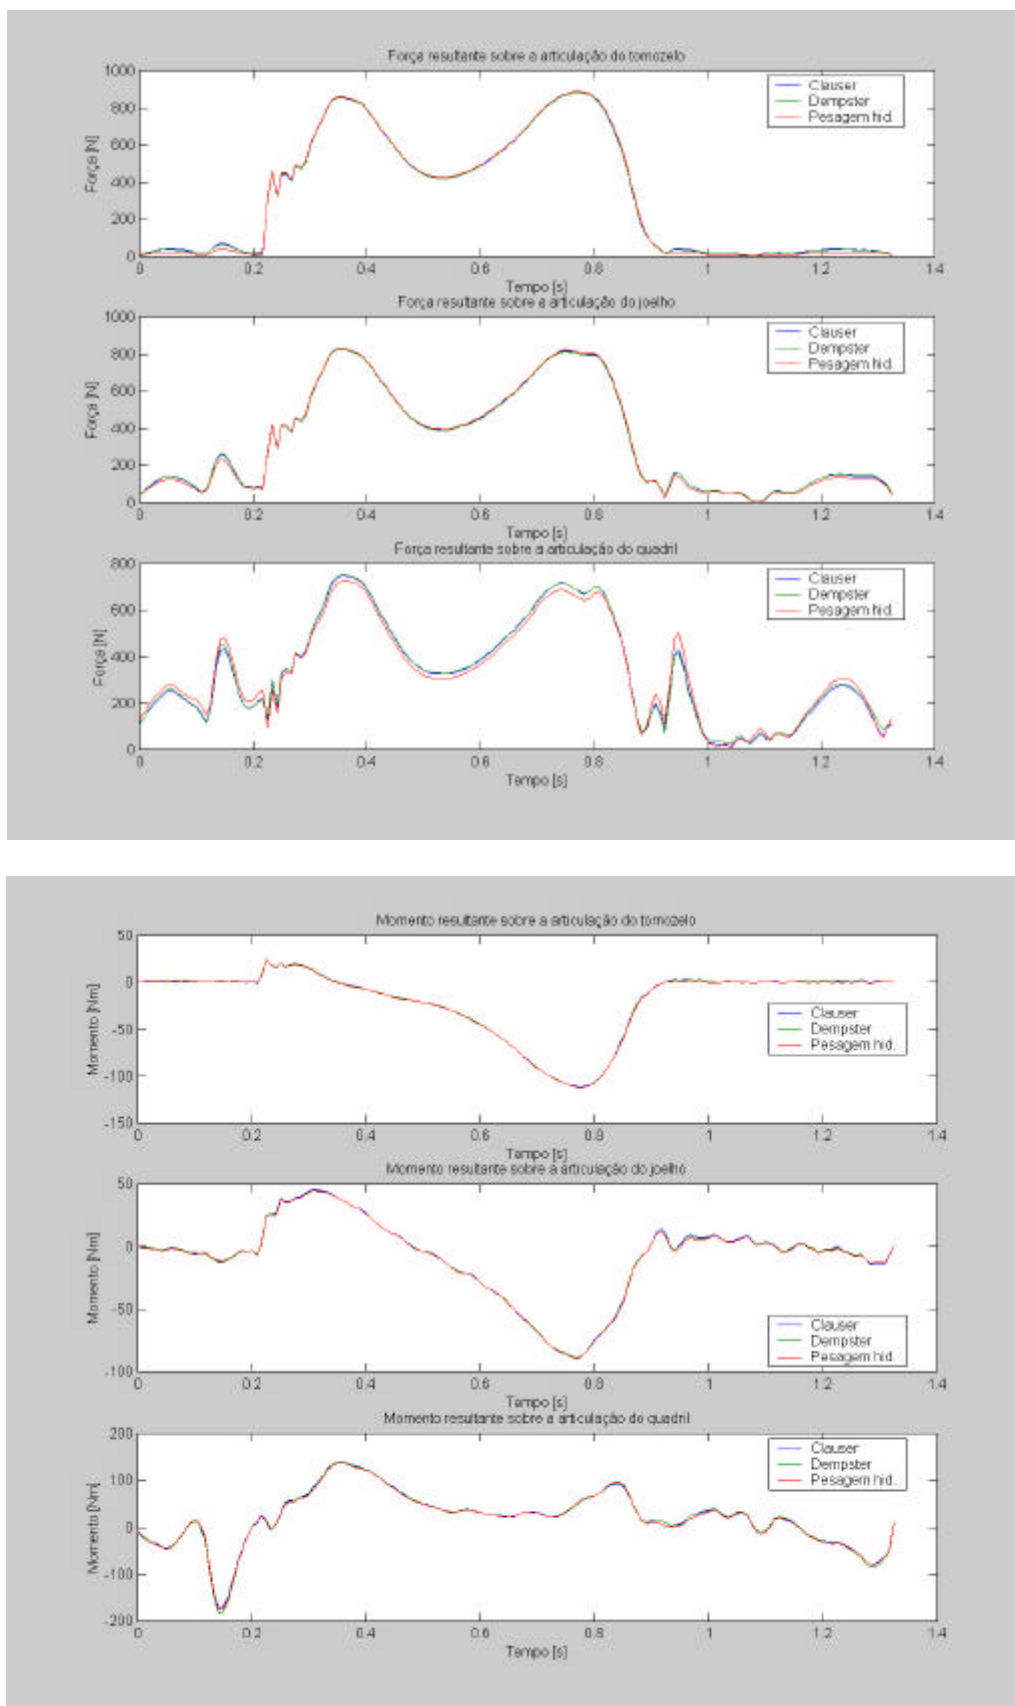 Força resultante sobre a articulação do tornozelo
1000
800
600
400
200
0
Força [N]
Clauser
Dempster
Pesagem hid.
0 0.2 0.4 0.6 0.8 1 1.2 1.4
Tempo [s]
Força resultante sobre a articulação do joelho
1000
800
600
400
200
0
Força [N]
Clauser
Dempster
Pesagem hid.
0 0.2 0.4 0.6 0.8 1 1.2 1.4
Tempo [s]
Força resultante sobre a articulação do quadril
800
600
400
200
0
Força [N]
Clauser
Dempster
Pesagem hid.
0 0.2 0.4 0.6 0.8 1 1.2 1.4
Tempo [s]
Momento resultante sobre a articulação do tornozelo
50
0
-50
-100
-150
Momento [Nm]
Clauser
Dempster
Pesagem hid.
0 0.2 0.4 0.6 0.8 1 1.2 1.4
Tempo [s]
Momento resultante sobre a articulação do joelho
50
0
-50
-100
Momento [Nm]
Clauser
Dempster
Pesagem hid.
0 0.2 0.4 0.6 0.8 1 1.2 1.4
Tempo [s]
Momento resultante sobre a articulação do quadril
200
100
0
-100
-200
Momento [Nm]
Clauser
Dempster
Pesagem hid.
0 0.2 0.4 0.6 0.8 1 1.2 1.4
Tempo [s]